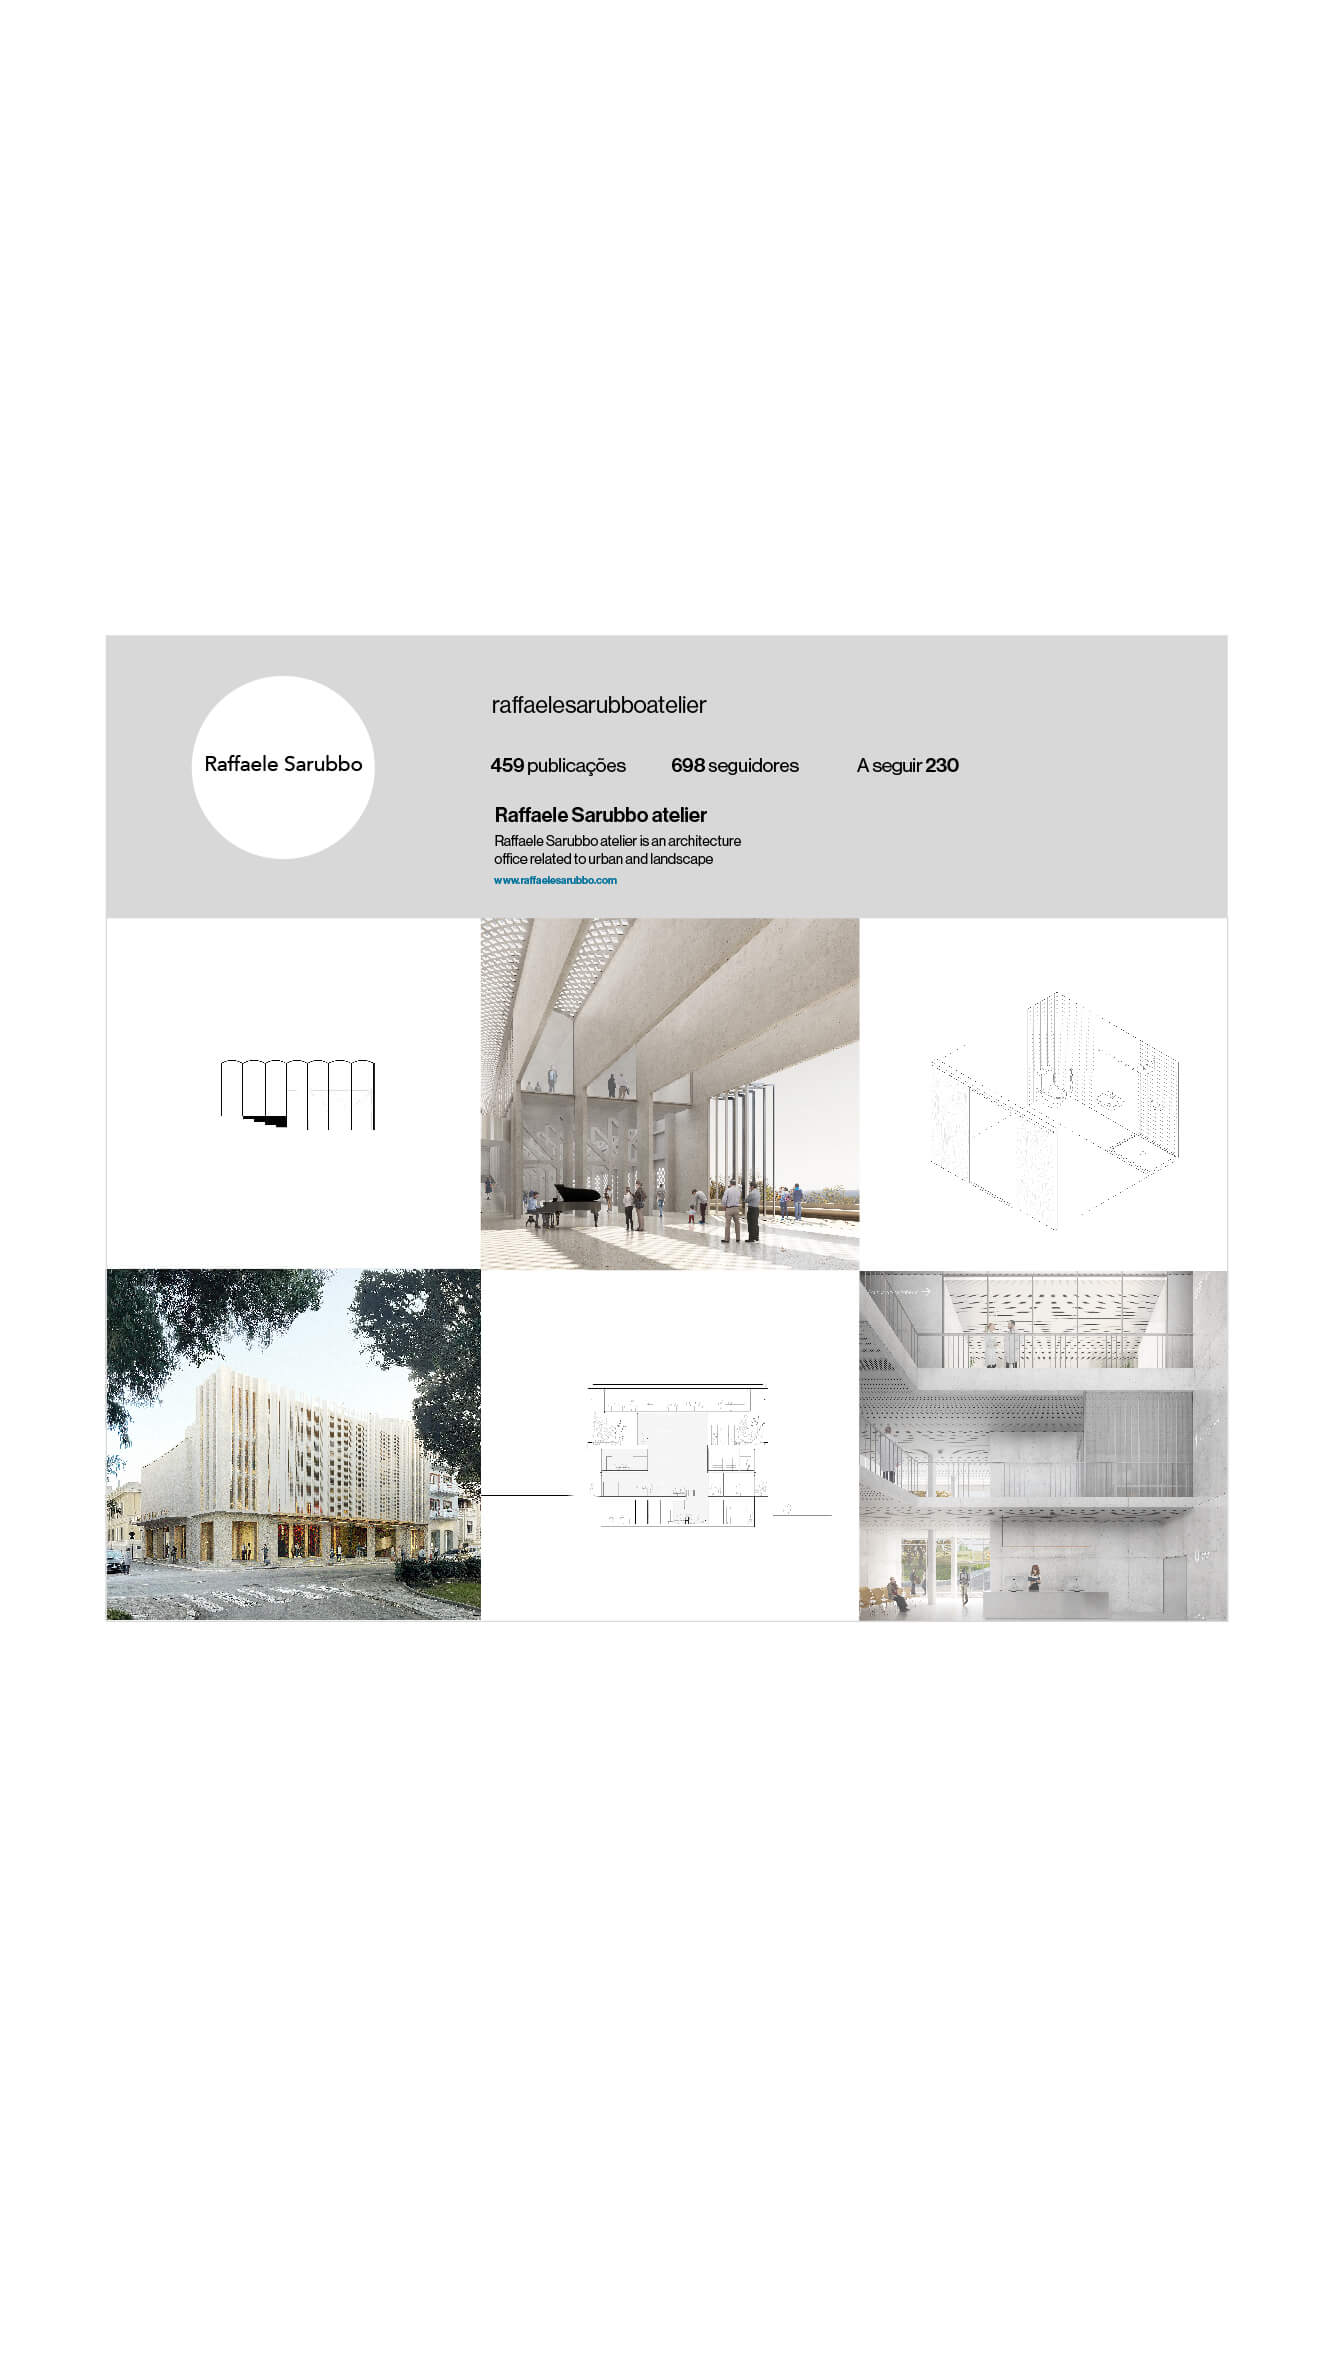 Raffaele Sarubbo
raffaelesarubboatelier
459 publicações 698 seguidores A seguir 230
Raffaele Sarubbo atelier
Raffaele Sarubbo atelier is an architecture
office related to urban and landscape
www.raffaelesarubbo.com